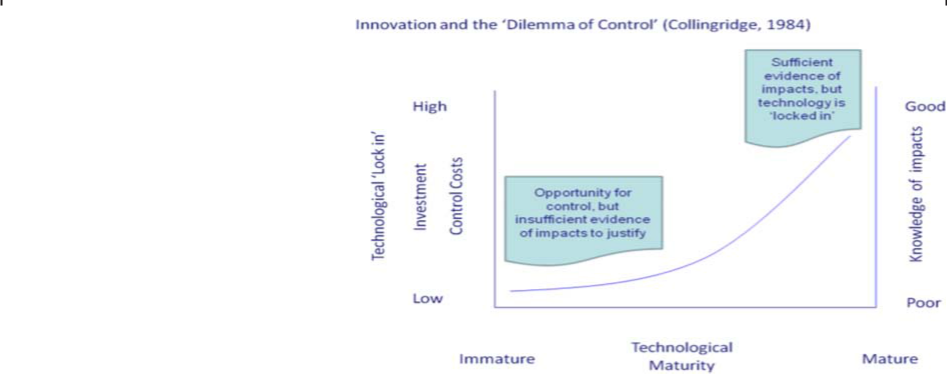 Innovation and the ‘Dilemma of Control’ (Collingridge, 1984)
Sufficient
evidence of
impacts, but
technology is
‘locked in’
High
Good
Technological ‘Lock in’
Investment
Control Costs
Opportunity for
control, but
insufficient evidence
of impacts to justify
Knowledge of impacts
Low
Poor
Immature
Technological
Maturity
Mature